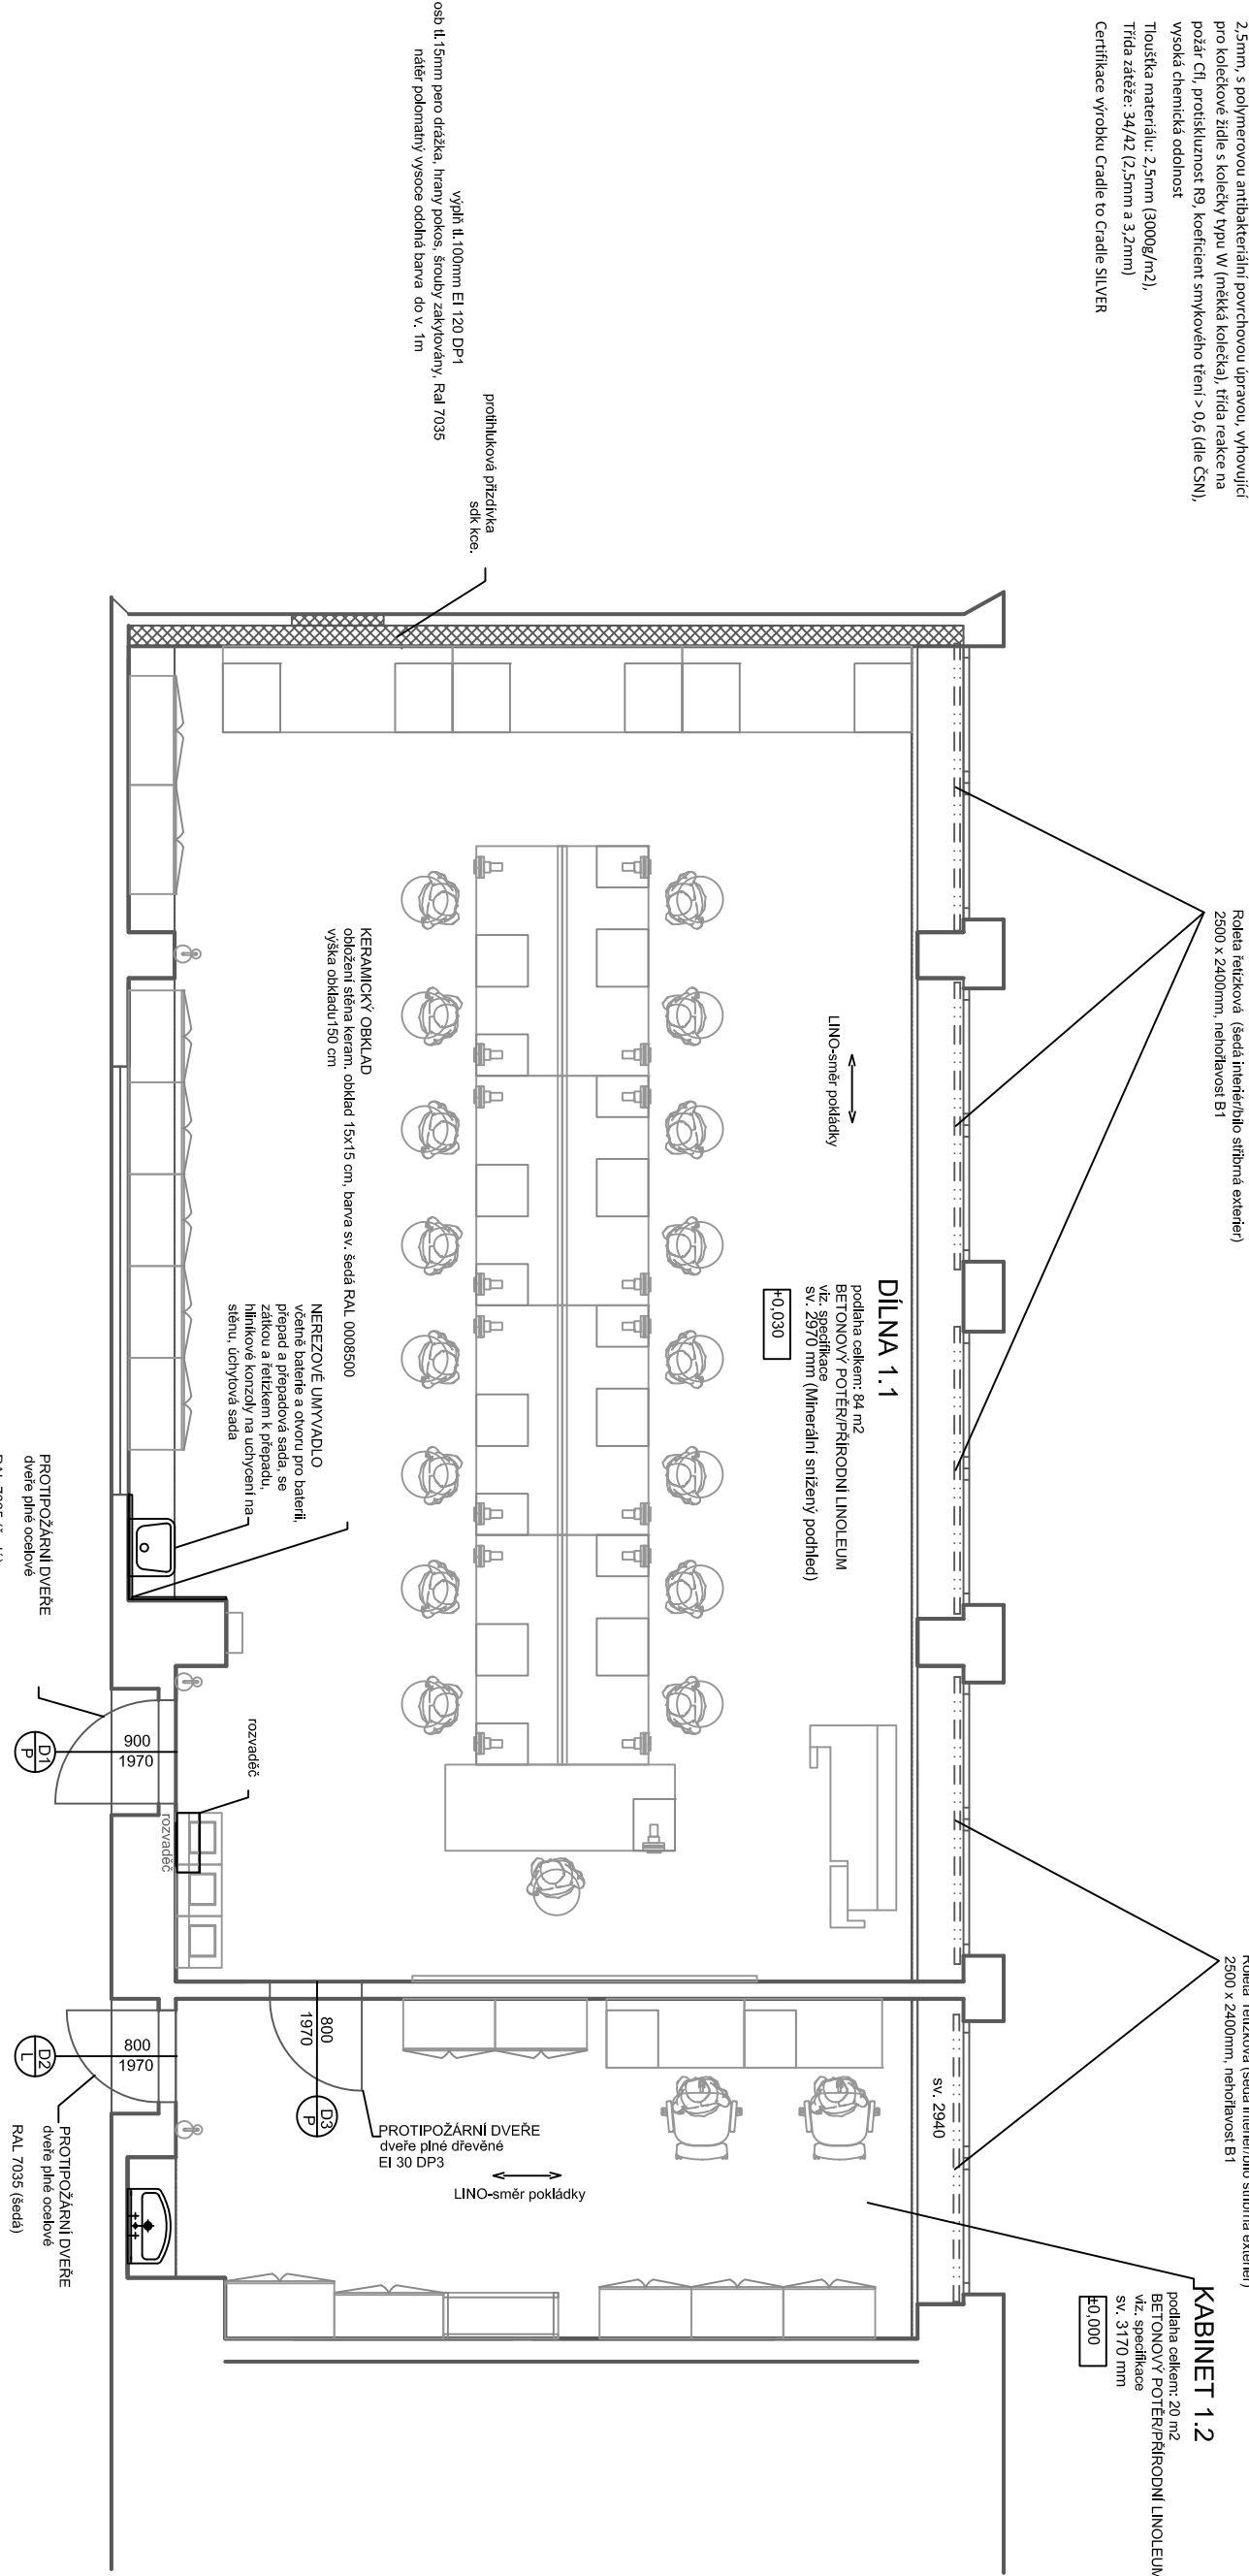 2,5mm, s polymerovou antibakteriální povrchovou úpravou, vyhovující
pro kolečkové židle s kolečky typu W (měkká kolečka), třída reakce na
požár Cfl, protiskluznost R9, koeficient smykového tření > 0,6 (dle ČSN),
vysoká chemická odolnost
Tloušťka materiálu: 2,5mm (3000g/m2),
Třída zátěže: 34/42 (2,5mm a 3,2mm)
Certifikace výrobku Cradle to Cradle SILVER
výplň tl.100mm EI 120 DP1
osb tl.15mm pero drážka, hrany pokos, šrouby zakytovány, Ral 7035
nátěr polomatný vysoce odolná barva do v. 1m
protihluková přizdívka
sdk kce.
Roleta řetízková (šedá interiér/bílo stříbrná exterier)
2500 x 2400mm, nehořlavost B1
LINO-směr pokládky
DÍLNA 1.1
podlaha celkem: 84 m2
BETONOVÝ POTĚR/PŘÍRODNÍ LINOLEUM
viz. specifikace
sv. 2970 mm (Minerální snížený podhled)
+0,030
KERAMICKÝ OBKLAD
obložení stěna keram. obklad 15x15 cm, barva sv. šedá RAL 0008500
výška obkladu150 cm
NEREZOVÉ UMYVADLO
včetně baterie a otvoru pro baterii,
přepad a přepadová sada, se
zátkou a řetízkem k přepadu,
hliníkové konzoly na uchycení na
stěnu, úchytová sada
PROTIPOŽÁRNÍ DVEŘE
dveře plné ocelové
rozvaděč
rozvaděč
900
1970
D1
P
800
1970
D2
L
800
1970
D3
P
PROTIPOŽÁRNÍ DVEŘE
dveře plné dřevěné
EI 30 DP3
LINO-směr pokládky
PROTIPOŽÁRNÍ DVEŘE
dveře plné ocelové
RAL 7035 (šedá)
sv. 2940
Roleta řetízková (šedá interiér/bílo stříbrná exterier)
2500 x 2400mm, nehořlavost B1
KABINET 1.2
podlaha celkem: 20 m2
BETONOVÝ POTĚR/PŘÍRODNÍ LINOLEUM
viz. specifikace
sv. 3170 mm
±0,000